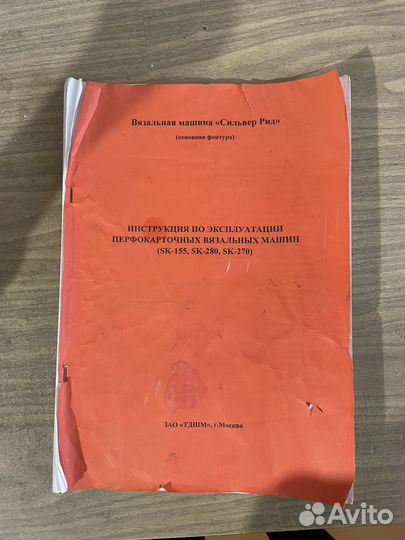 Вязальная машина «Сильвер Рид»
(основная фонтура)
ИНСТРУКЦИЯ ПО ЭКСПЛУАТАЦИИ
ПЕРФОКАРТОЧНЫХ ВЯЗАЛЬНЫХ МАШИН
(SK-155, SK-280, SK-270)
ЗАО «ТДШМ», г.Москва
Avito